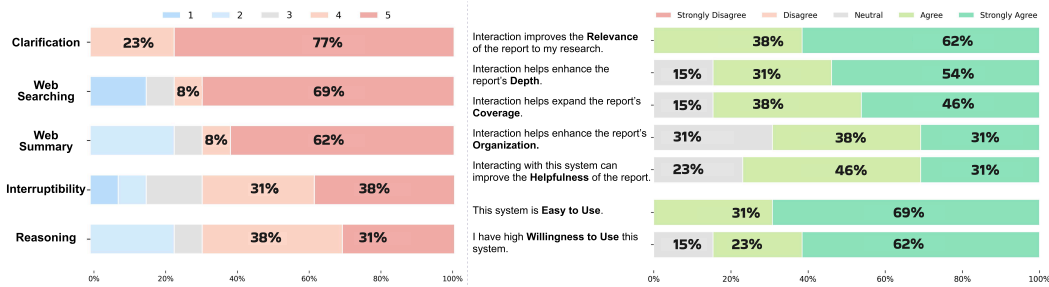 1 2 3 4 5
Clarification
23% 77%
Web
Searching
8% 69%
Web
Summary
8% 62%
Interruptibility
31% 38%
Reasoning
38% 31%
0% 20% 40% 60% 80% 100%
Strongly Disagree Disagree Neutral Agree Strongly Agree
Interaction improves the Relevance
of the report to my research.
38% 62%
Interaction helps enhance the
report's Depth.
15% 31% 54%
Interaction helps expand the report's
Coverage.
15% 38% 46%
Interaction helps enhance the report's
Organization.
31% 38% 31%
Interacting with this system can
improve the Helpfulness of the report.
23% 46% 31%
This system is Easy to Use.
31% 69%
I have high Willingness to Use this
system.
15% 23% 62%
0% 20% 40% 60% 80% 100%